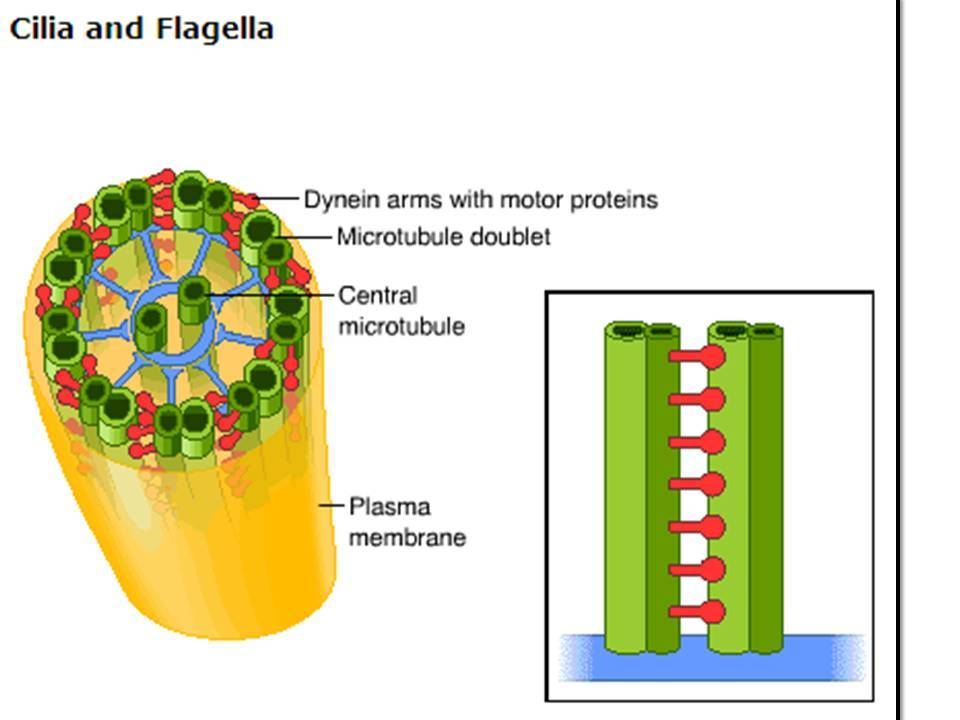 Cilia and Flagella
Dynein arms with motor proteins
Microtubule doublet
Central
microtubule
Plasma
membrane